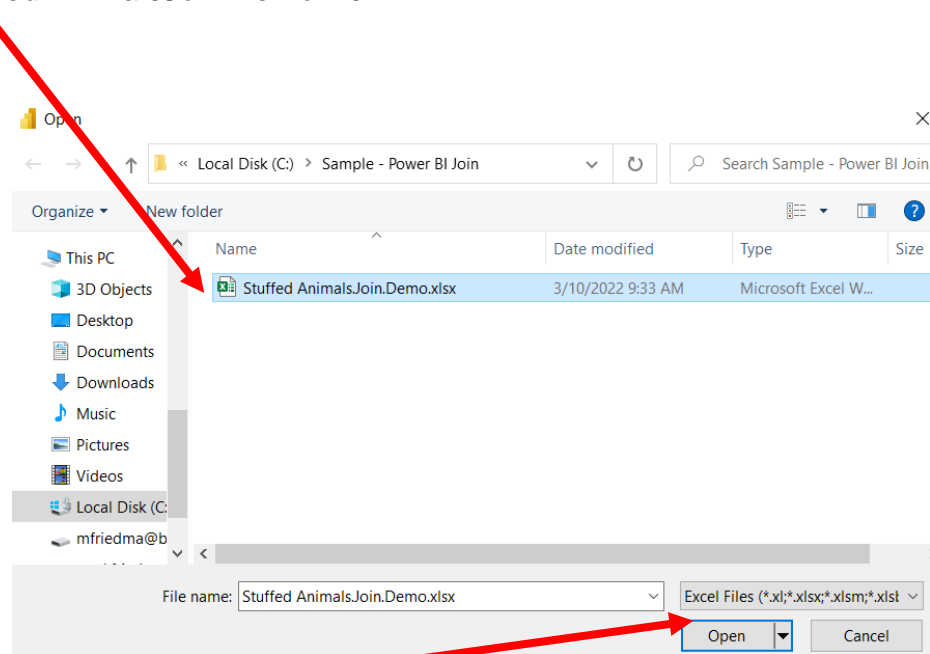 Open
« Local Disk (C:) > Sample - Power BI Join Search Sample - Power BI Join
Organize New folder
Name Date modified Type Size
Stuffed Animals.Join.Demo.xlsx 3/10/2022 9:33 AM Microsoft Excel W...
This PC
3D Objects
Desktop
Documents
Downloads
Music
Pictures
Videos
Local Disk (C:
mfriedma@b
File name: Stuffed Animals.Join.Demo.xlsx Excel Files (*.xl;*.xlsx;*.xlsm;*.xlsb
Open Cancel